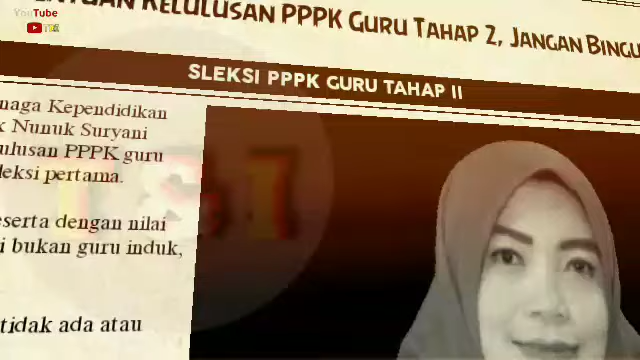 YouTube
KELULUSAN PPPK GURU TAHAP 2, JANGAN BINGU
SLEKSI PPPK GURU TAHAP II
naga Kependidikan
k Nunuk Suryani
ulusan PPPK guru
leksi pertama.
eserta dengan nilai
i bukan guru induk,
tidak ada atau